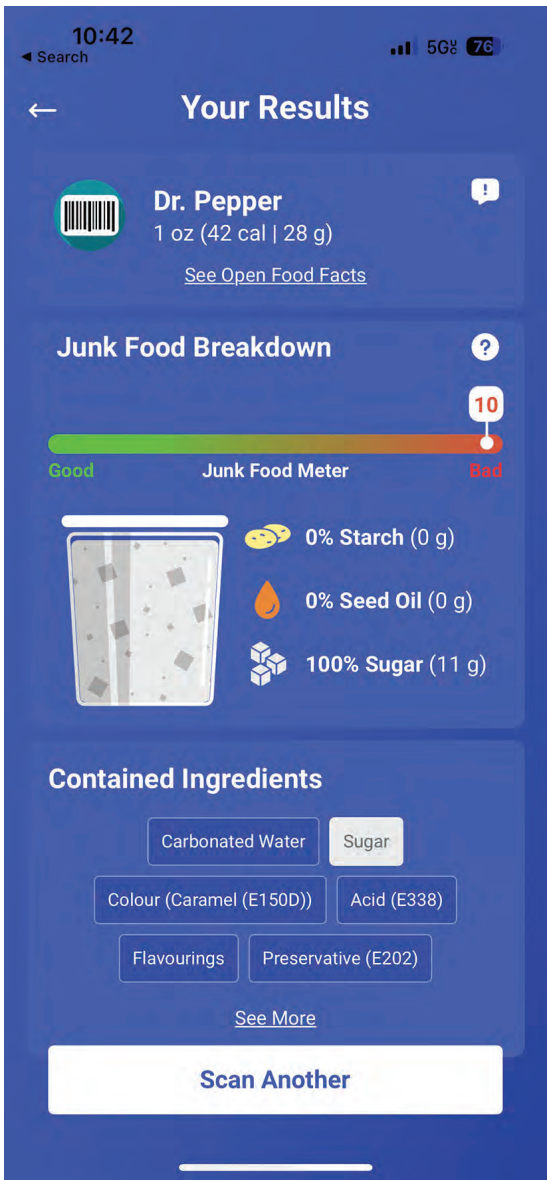 10:42
◀ Search
5G
76
Your Results
Dr. Pepper
1 oz (42 cal | 28 g)
See Open Food Facts
Junk Food Breakdown
?
10
Good
Junk Food Meter
Bad
0% Starch (0 g)
0% Seed Oil (0 g)
100% Sugar (11 g)
Contained Ingredients
Carbonated Water
Sugar
Colour (Caramel (E150D))
Acid (E338)
Flavourings
Preservative (E202)
See More
Scan Another